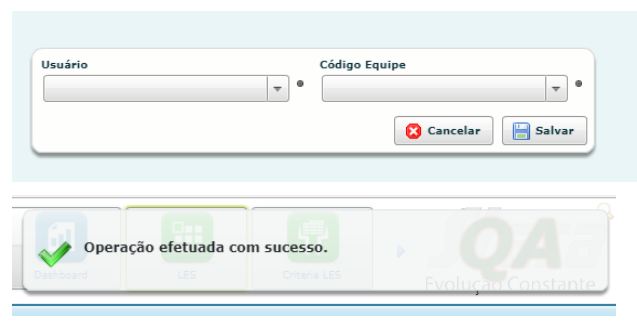 Usuário
Código Equipe
Cancelar
Salvar
Operação efetuada com sucesso.
Dashboard
LES
Criteria LES
QA
Evolução Constante